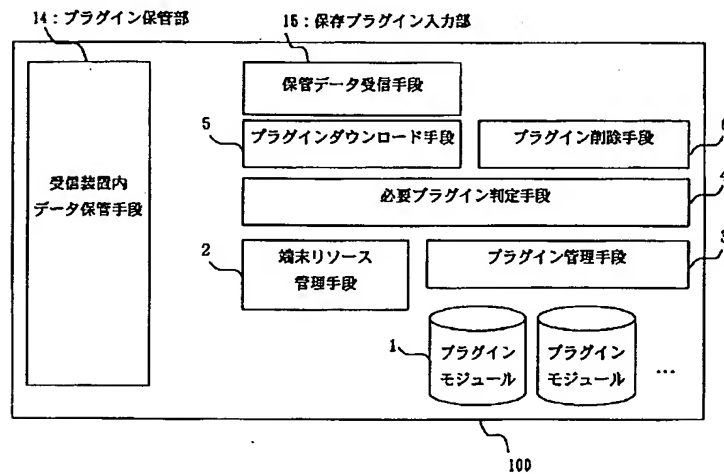 14：プラグイン保管部
15：保存プラグイン入力部
保管データ受信手段
5
プラグインダウンロード手段
プラグイン削除手段
6
受信装置内
データ保管手段
必要プラグイン判定手段
4
2
端末リソース
管理手段
プラグイン管理手段
3
1
プラグイン
モジュール
プラグイン
モジュール
…
100